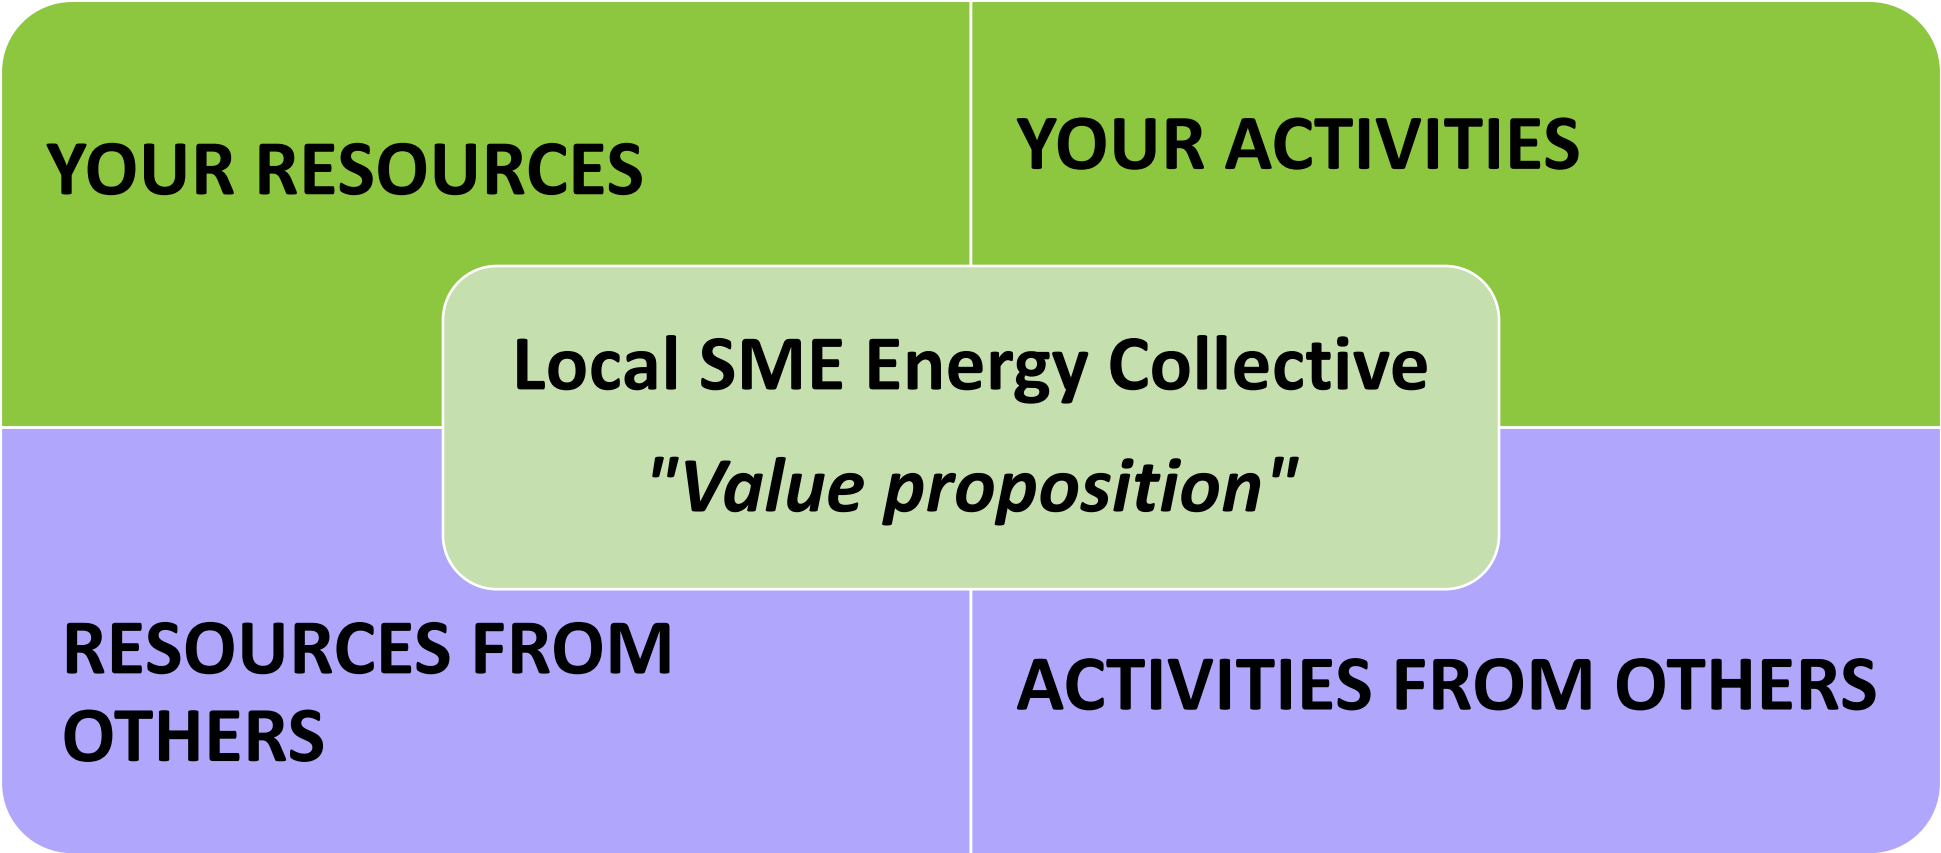 YOUR RESOURCES
YOUR ACTIVITIES
Local SME Energy Collective
"Value proposition"
RESOURCES FROM
OTHERS
ACTIVITIES FROM OTHERS